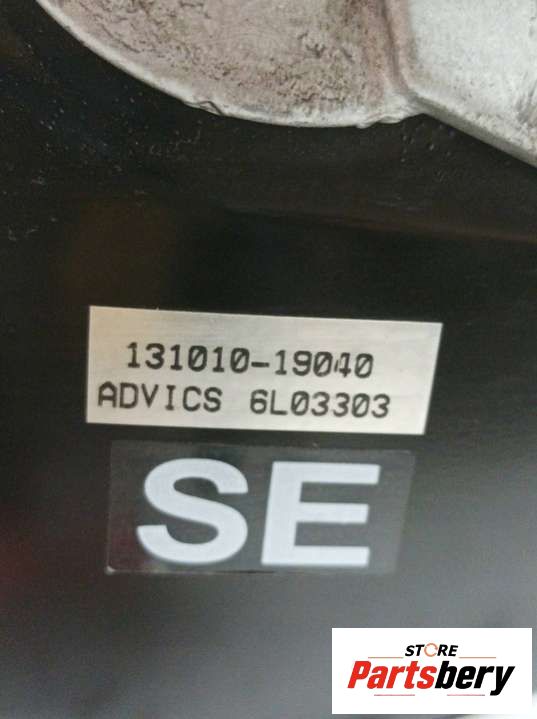 131010-19040
ADVICS 6L03303
SE
STORE
Partsbery